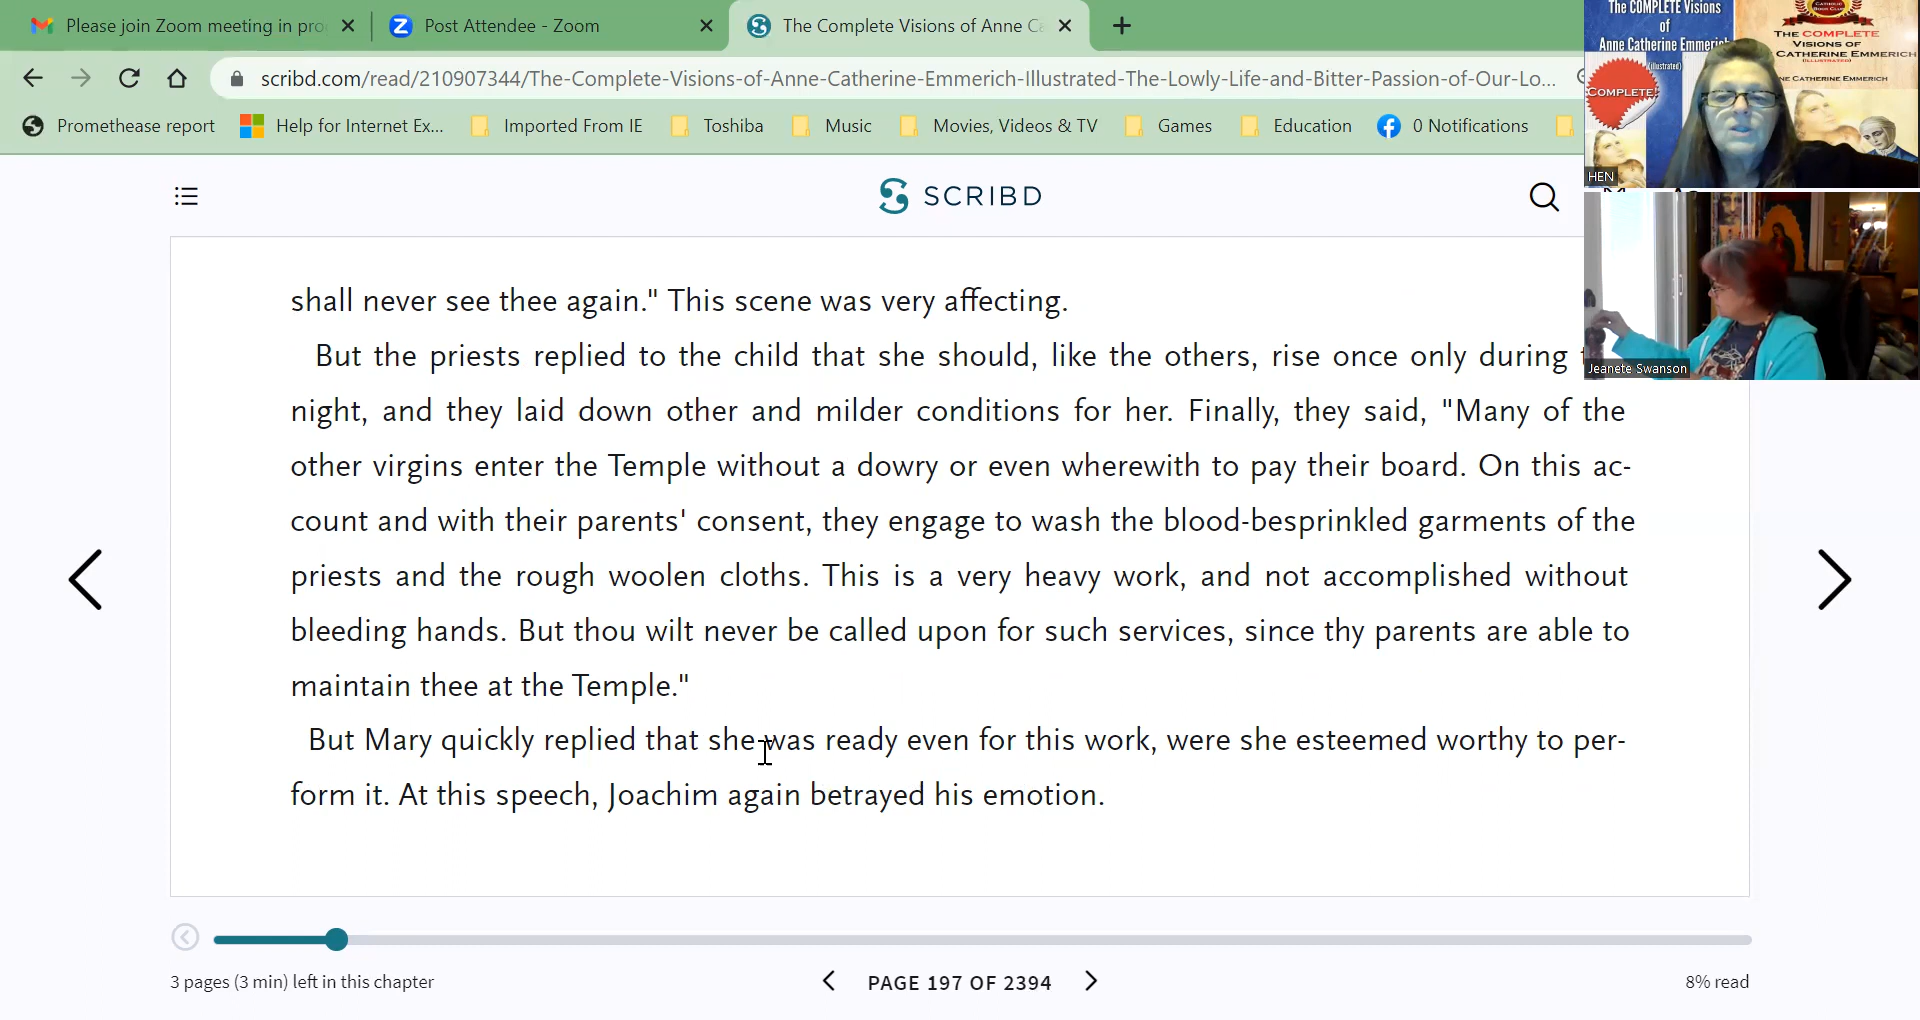 Please join Zoom meeting in pro
Post Attendee - Zoom
The Complete Visions of Anne Ca
scribd.com/read/210907344/The-Complete-Visions-of-Anne-Catherine-Emmerich-Illustrated-The-Lowly-Life-and-Bitter-Passion-of-Our-Lo...
Promethease report
Help for Internet Ex...
Imported From IE
Toshiba
Music
Movies, Videos & TV
Games
Education
0 Notifications
The COMPLETE Visions
of
Anne Catherine Emmerich
(illustrated)
COMPLETE!
CATHOLIC
BOOK CLUB
THE COMPLETE
VISIONS OF
CATHERINE EMMERICH
(ILLUSTRATED)
NE CATHERINE EMMERICH
HEN
Jeanete Swanson
SCRIBD
shall never see thee again." This scene was very affecting.
But the priests replied to the child that she should, like the others, rise once only during
night, and they laid down other and milder conditions for her. Finally, they said, "Many of the
other virgins enter the Temple without a dowry or even wherewith to pay their board. On this ac-
count and with their parents' consent, they engage to wash the blood-besprinkled garments of the
priests and the rough woolen cloths. This is a very heavy work, and not accomplished without
bleeding hands. But thou wilt never be called upon for such services, since thy parents are able to
maintain thee at the Temple."
But Mary quickly replied that she was ready even for this work, were she esteemed worthy to per-
form it. At this speech, Joachim again betrayed his emotion.
3 pages (3 min) left in this chapter
PAGE 197 OF 2394
8% read